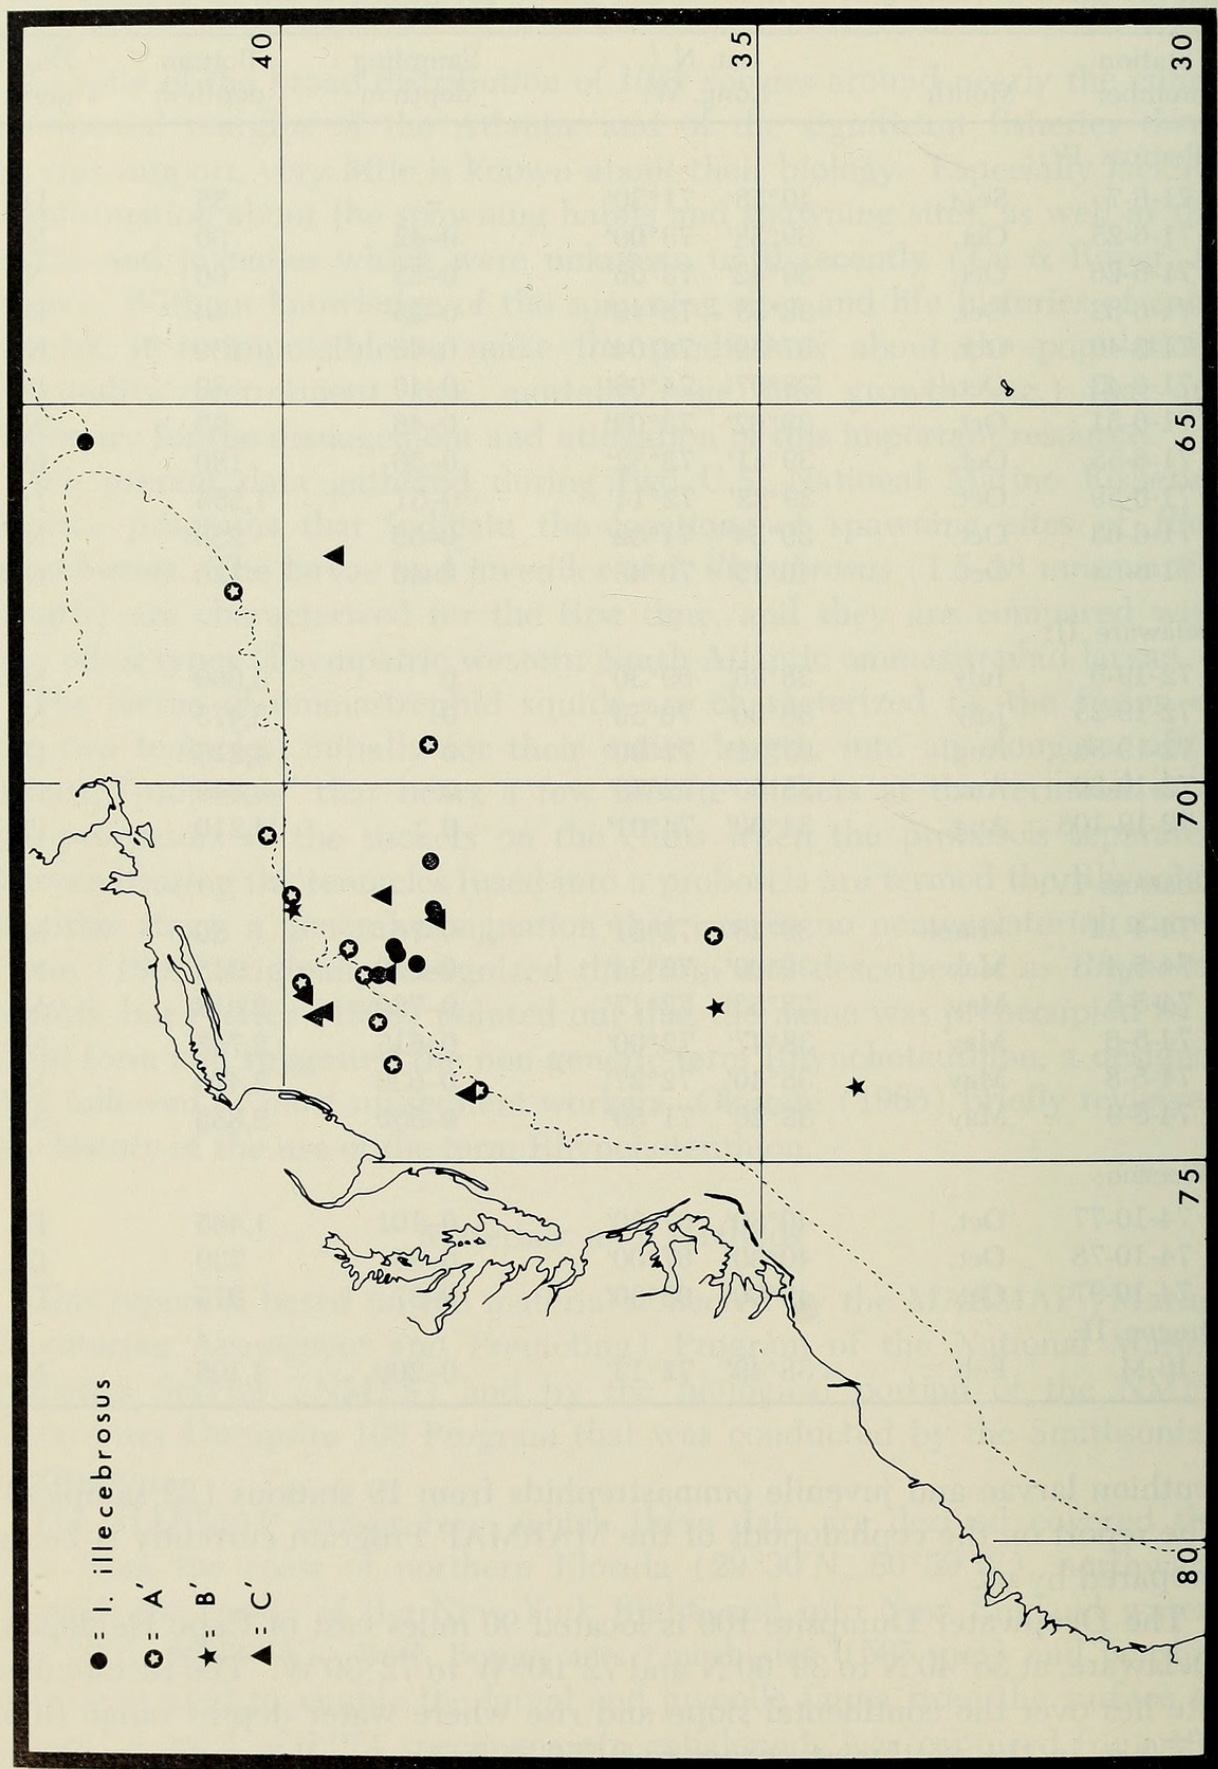 ● = I. illecebrosus
✪ = A'
★ = B'
▲ = C'
40
35
80 75 70 65 30